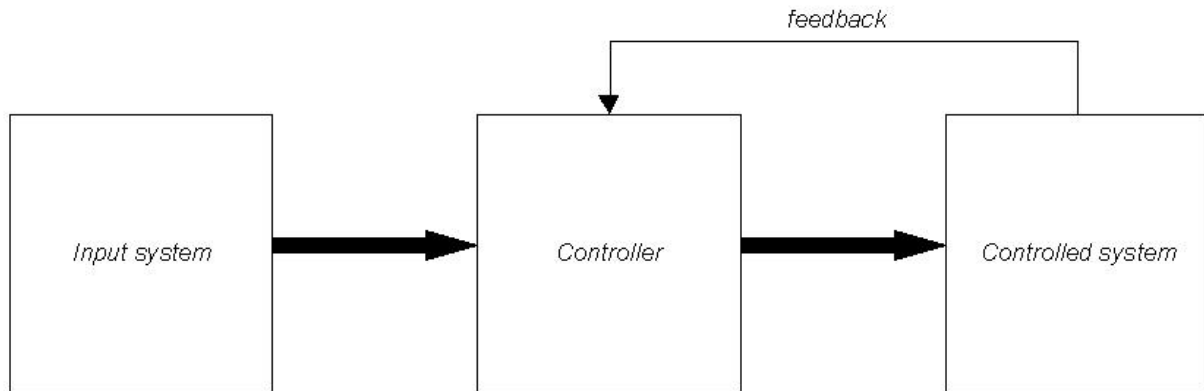 feedback
Input system
Controller
Controlled system